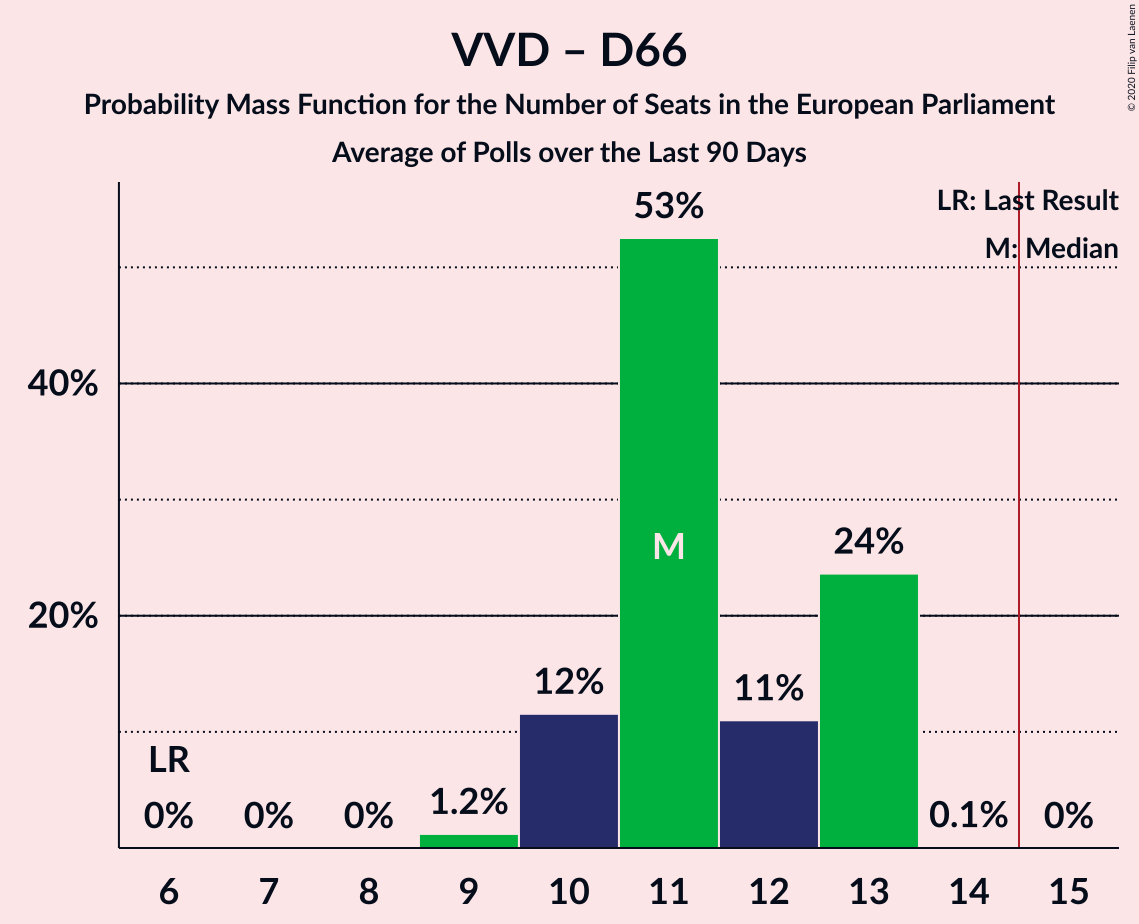 VVD – D66
Probability Mass Function for the Number of Seats in the European Parliament
Average of Polls over the Last 90 Days
© 2020 Filip van Laenen
LR: Last Result
M: Median
53%
40%
M
24%
20%
12%
11%
LR
0%
0%
0%
1.2%
0.1%
0%
6 7 8 9 10 11 12 13 14 15